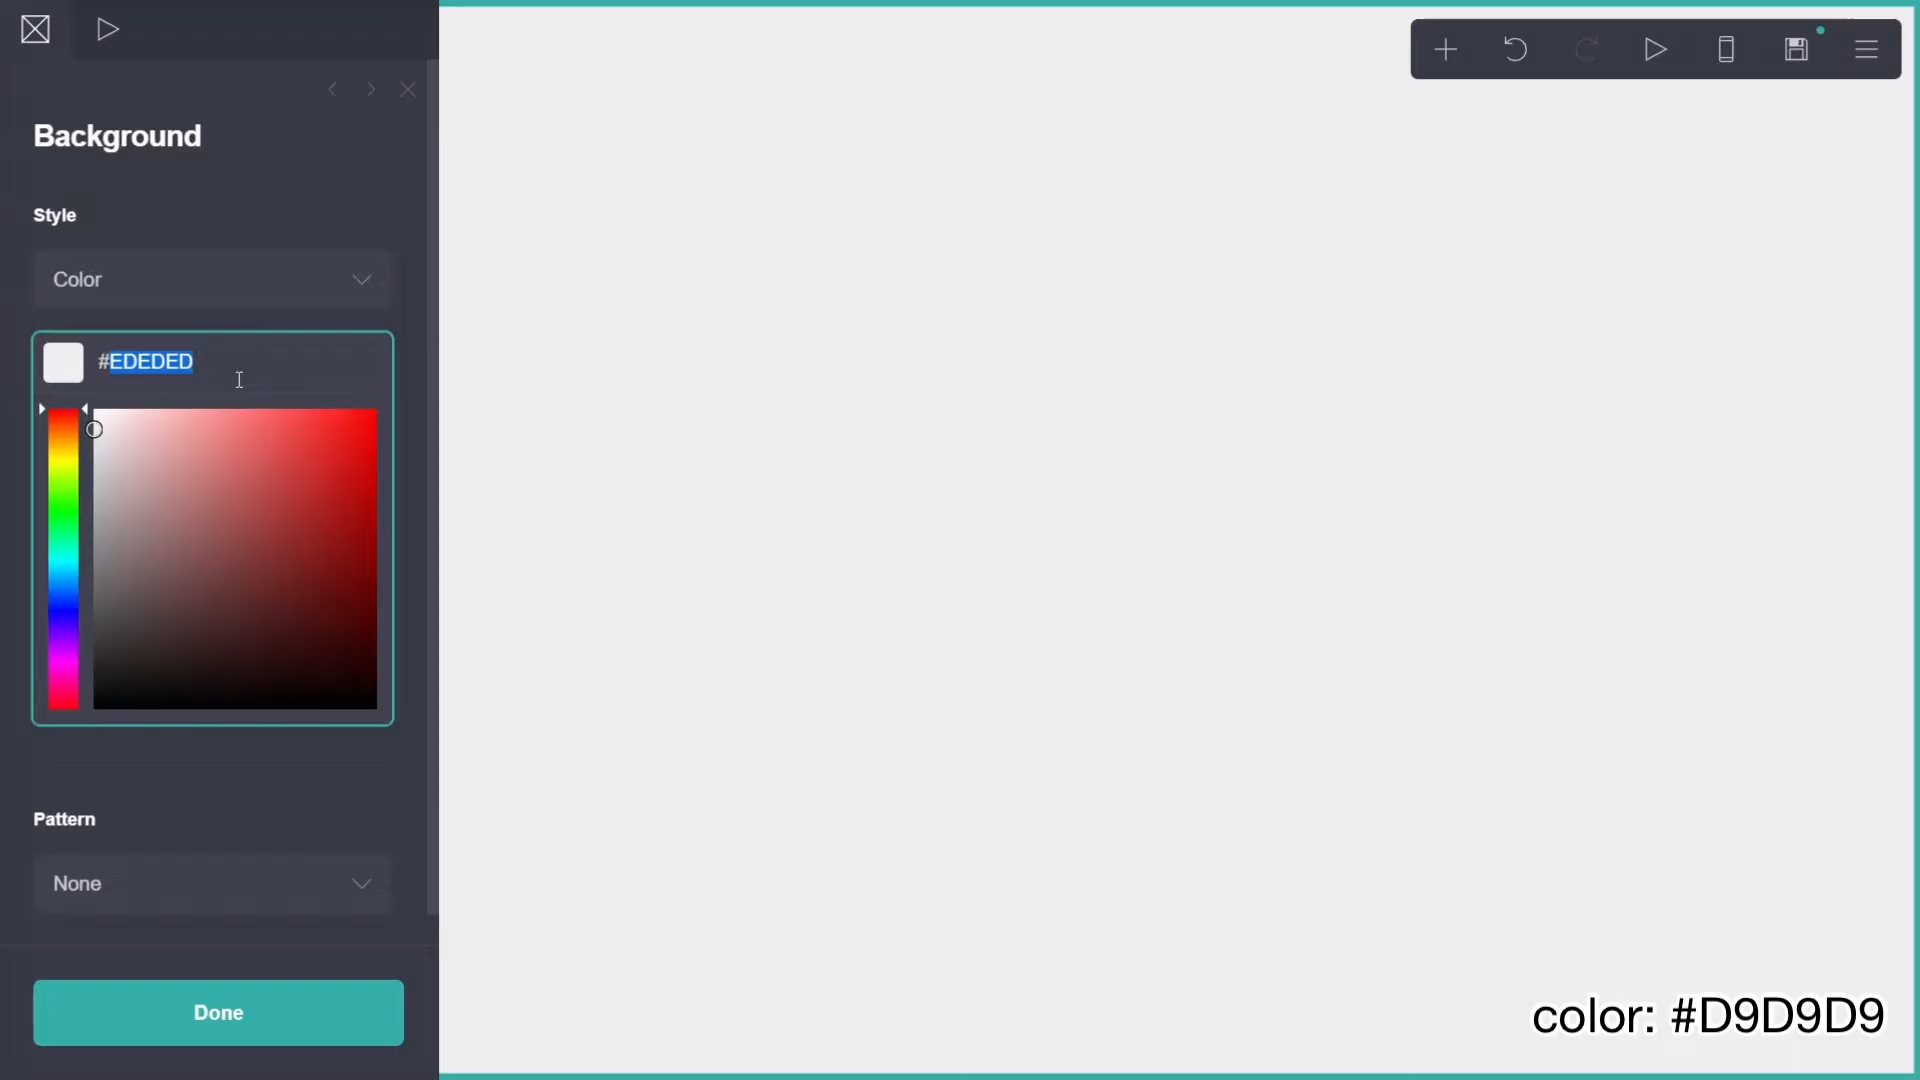 Background
Style
Color
#EDEDED
Pattern
None
Done
color: #D9D9D9